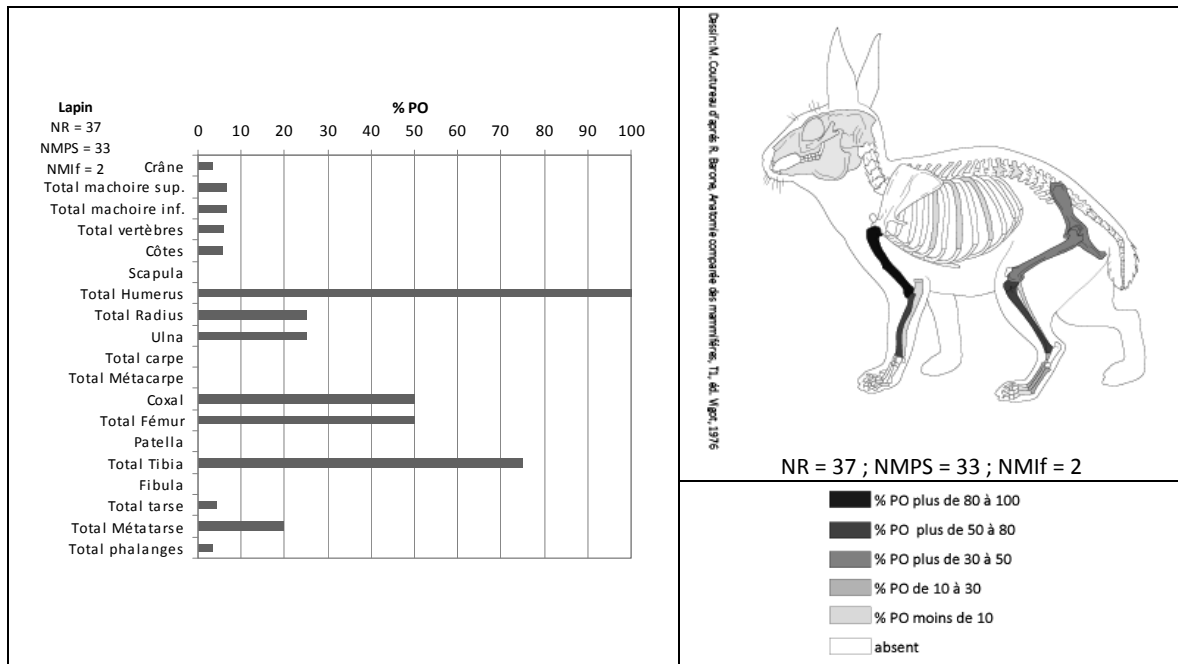 Lapin
NR = 37
NMPS = 33
NMIf = 2
% PO
0 10 20 30 40 50 60 70 80 90 100
Crâne
Total machoire sup.
Total machoire inf.
Total vertèbres
Côtes
Scapula
Total Humerus
Total Radius
Ulna
Total carpe
Total Métacarpe
Coxal
Total Fémur
Patella
Total Tibia
Fibula
Total tarse
Total Métatarse
Total phalanges
Dessin: M. Coutureau d'après R. Barone, Anatomie comparée des mammifères, T1, éd. Vigot, 1976
NR = 37 ; NMPS = 33 ; NMIf = 2
% PO plus de 80 à 100
% PO plus de 50 à 80
% PO plus de 30 à 50
% PO de 10 à 30
% PO moins de 10
absent